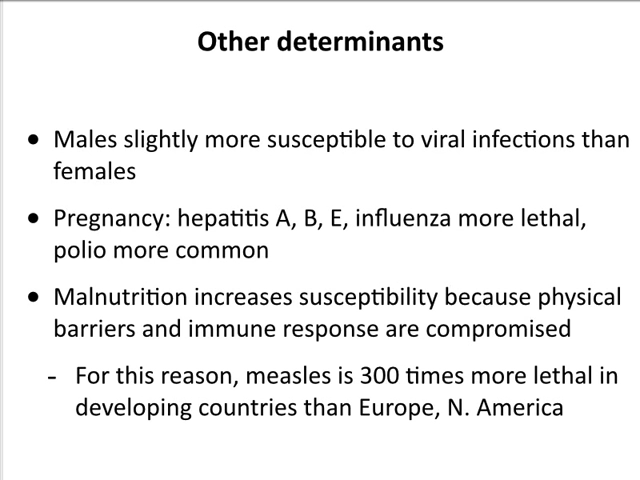 Other determinants
• Males slightly more susceptible to viral infections than
females
• Pregnancy: hepatitis A, B, E, influenza more lethal,
polio more common
• Malnutrition increases susceptibility because physical
barriers and immune response are compromised
- For this reason, measles is 300 times more lethal in
developing countries than Europe, N. America